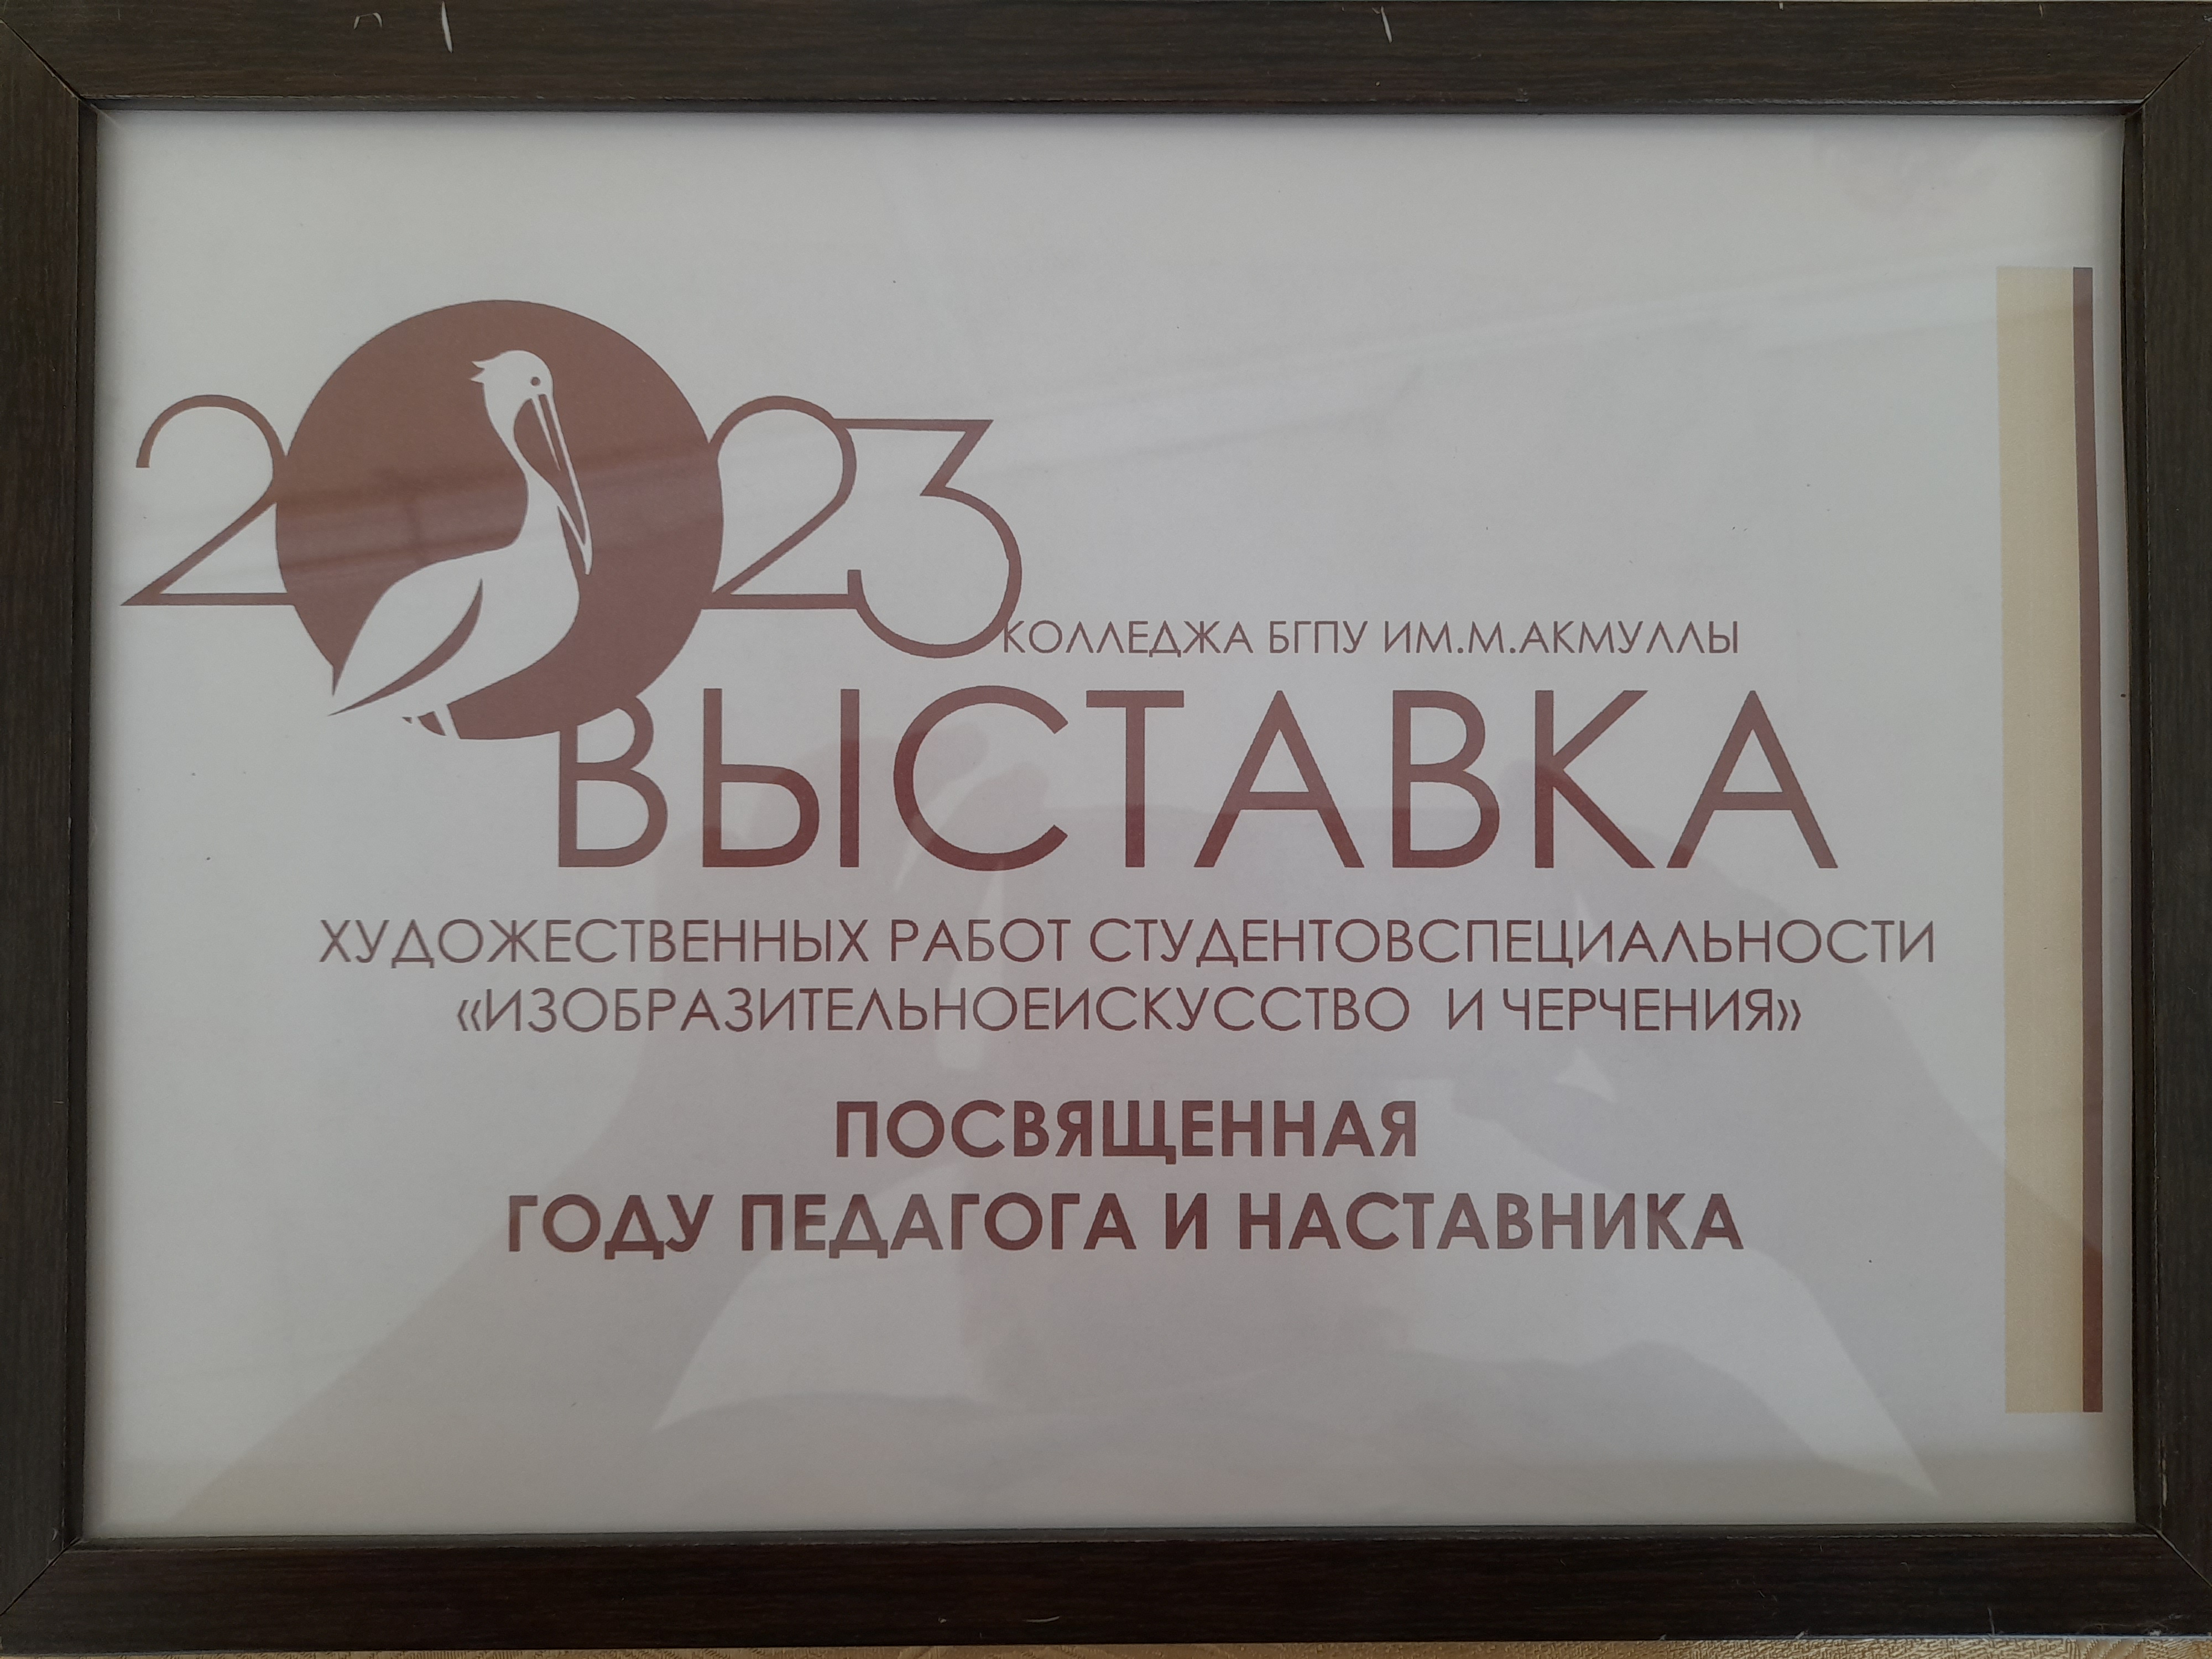 2023
КОЛЛЕДЖА БГПУ ИМ.М.АКМУЛЛЫ
ВЫСТАВКА
ХУДОЖЕСТВЕННЫХ РАБОТ СТУДЕНТОВСПЕЦИАЛЬНОСТИ
«ИЗОБРАЗИТЕЛЬНОЕИСКУССТВО И ЧЕРЧЕНИЯ»
ПОСВЯЩЕННАЯ
ГОДУ ПЕДАГОГА И НАСТАВНИКА